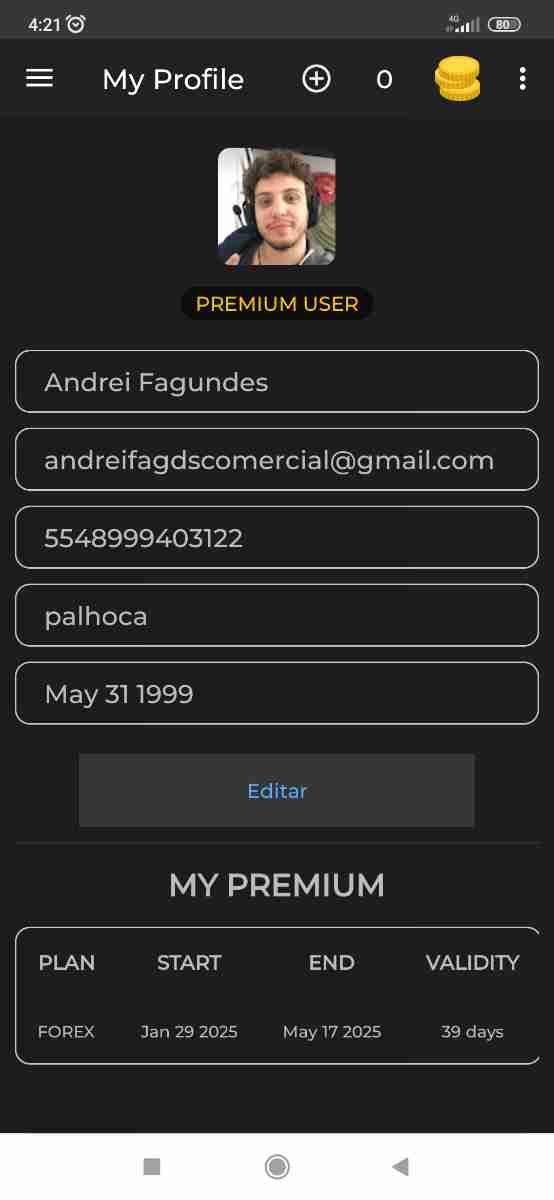 4:21
4G
80
My Profile
0
PREMIUM USER
Andrei Fagundes
andreifagdscomercial@gmail.com
5548999403122
palhoca
May 31 1999
Editar
MY PREMIUM
PLAN START END VALIDITY
FOREX Jan 29 2025 May 17 2025 39 days